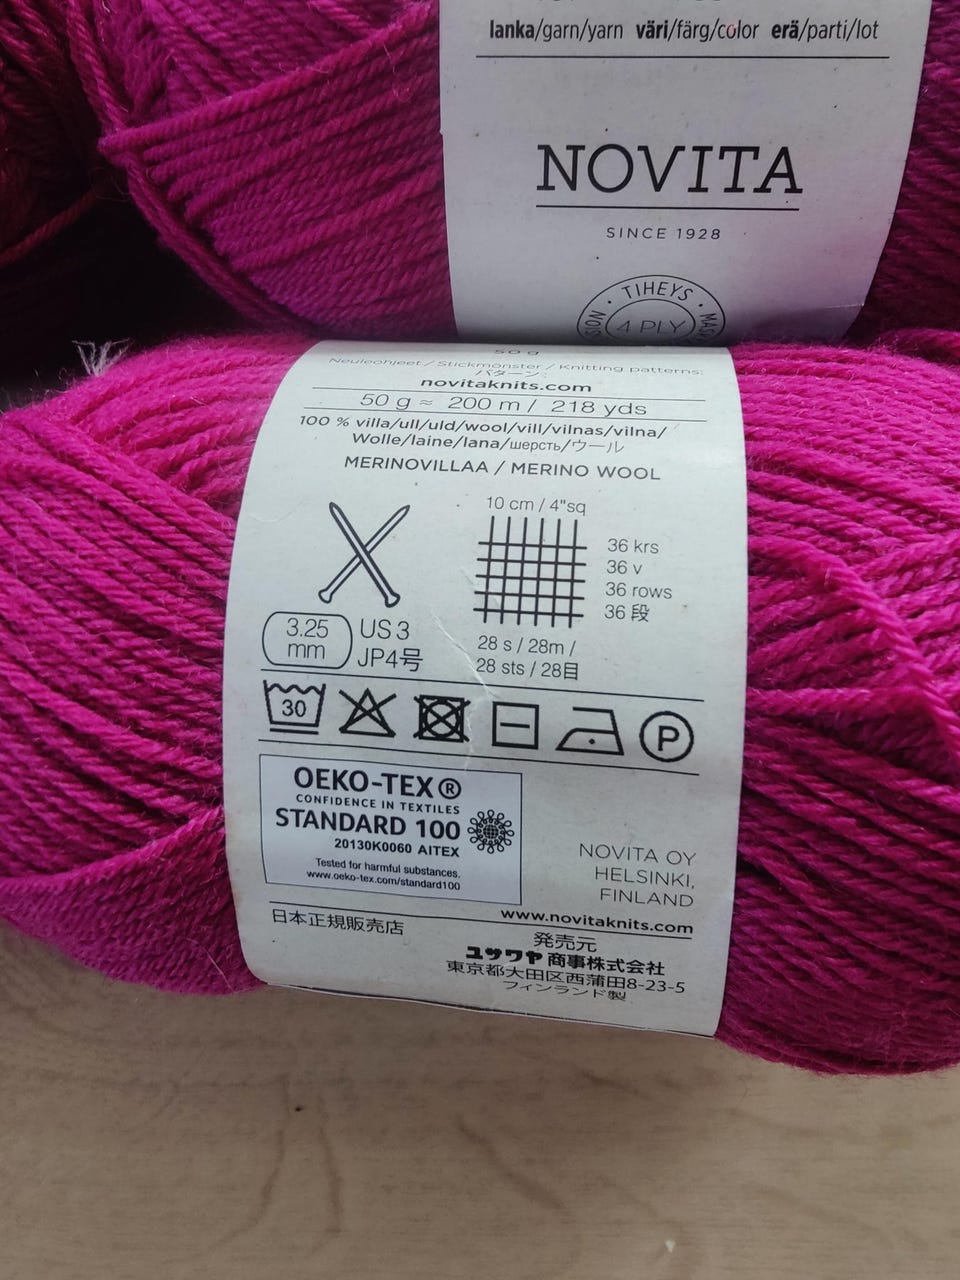 lanka/garn/yarn väri/färg/color erä/parti/lot
NOVITA
SINCE 1928
TIHEYS
4 PLY
50 g
Neuleohjeet / Stickmönster / Knitting patterns:
パターン:
novitaknits.com
50 g ≈ 200 m / 218 yds
100 % villa/ull/uld/wool/vill/vilnas/vilna/
Wolle/laine/lana/шерсть/ウール
MERINOVILLAA / MERINO WOOL
10 cm / 4"sq
36 krs
36 v
36 rows
36 段
28 s / 28m /
28 sts / 28目
3.25
mm
US 3
JP4号
30
P
OEKO-TEX®
CONFIDENCE IN TEXTILES
STANDARD 100
20130K0060 AITEX
Tested for harmful substances.
www.oeko-tex.com/standard100
NOVITA OY
HELSINKI,
FINLAND
www.novitaknits.com
日本正規販売店
発売元
ユザワヤ商事株式会社
東京都大田区西蒲田8-23-5
フィンランド製